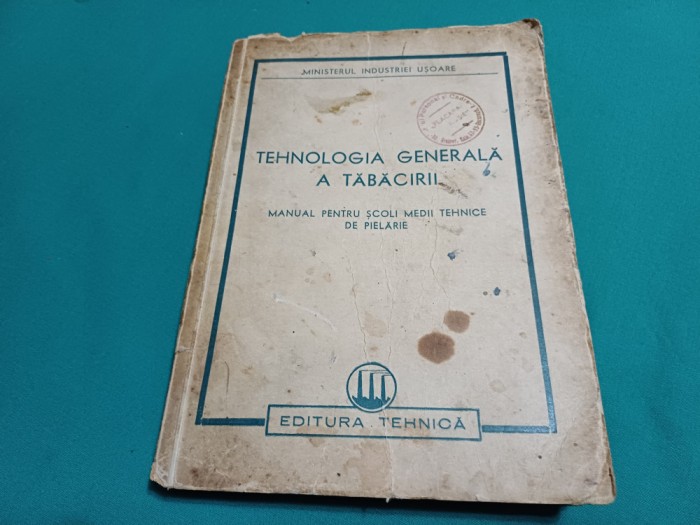 MINISTERUL INDUSTRIEI UȘOARE
TEHNOLOGIA GENERALĂ
A TĂBĂCIRII
MANUAL PENTRU ȘCOLI MEDII TEHNICE
DE PIELĂRIE
EDITURA TEHNICĂ